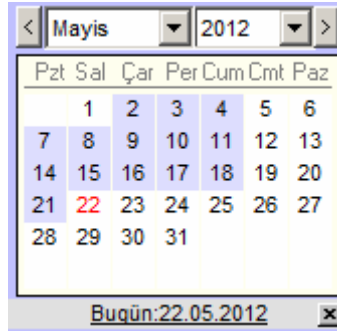 < Mayis 2012 >
Pzt Sal Çar Per Cum Cmt Paz
1 2 3 4 5 6
7 8 9 10 11 12 13
14 15 16 17 18 19 20
21 22 23 24 25 26 27
28 29 30 31
Bugün:22.05.2012 x